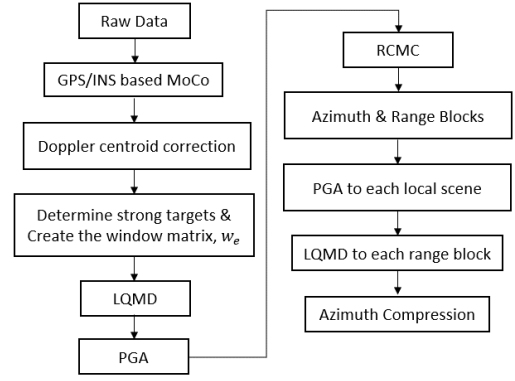 Raw Data
GPS/INS based MoCo
Doppler centroid correction
Determine strong targets &
Create the window matrix, wₑ
LQMD
PGA
RCMC
Azimuth & Range Blocks
PGA to each local scene
LQMD to each range block
Azimuth Compression